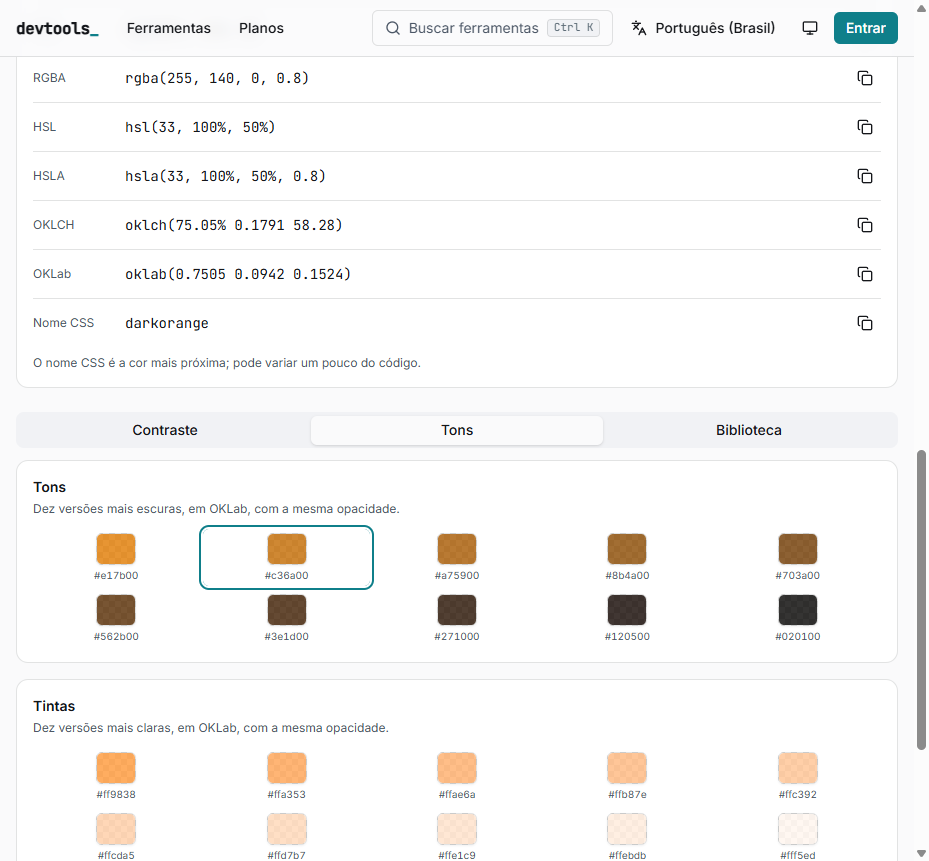 devtools_ Ferramentas Planos Buscar ferramentas Ctrl K Português (Brasil) Entrar
RGBA rgba(255, 140, 0, 0.8)
HSL hsl(33, 100%, 50%)
HSLA hsla(33, 100%, 50%, 0.8)
OKLCH oklch(75.05% 0.1791 58.28)
OKLab oklab(0.7505 0.0942 0.1524)
Nome CSS darkorange
O nome CSS é a cor mais próxima; pode variar um pouco do código.
Contraste Tons Biblioteca
Tons
Dez versões mais escuras, em OKLab, com a mesma opacidade.
#e17b00 #c36a00 #a75900 #8b4a00 #703a00
#562b00 #3e1d00 #271000 #120500 #020100
Tintas
Dez versões mais claras, em OKLab, com a mesma opacidade.
#ff9838 #ffa353 #ffae6a #ffb87e #ffc392
#ffcda5 #ffd7b7 #ffe1c9 #ffebdb #fff5ed